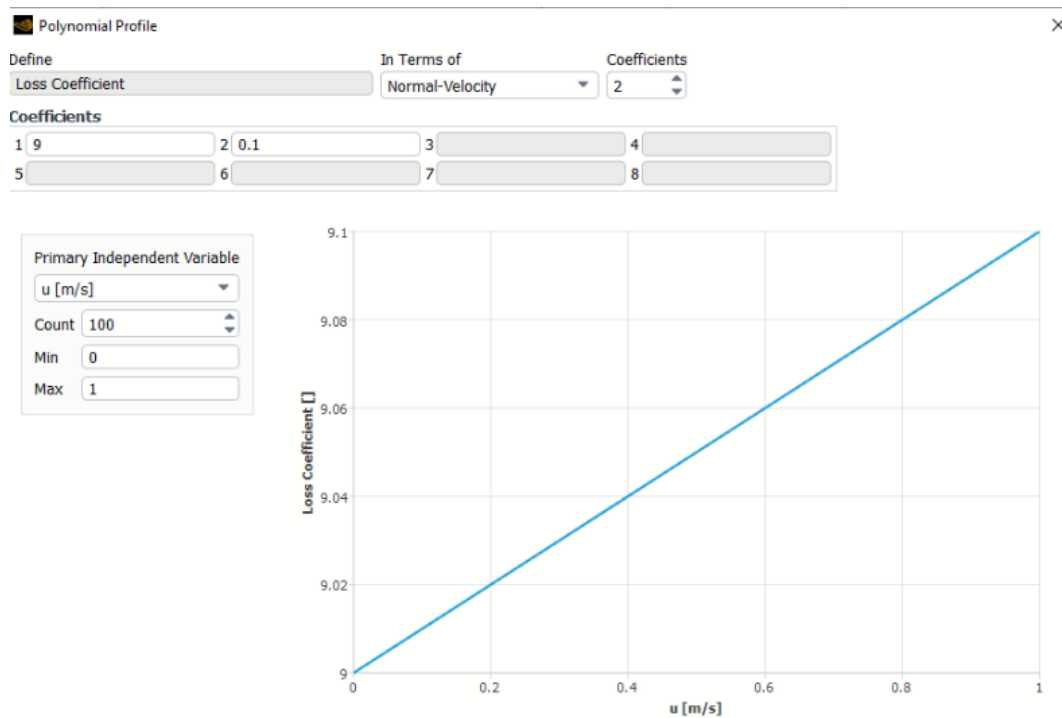 Polynomial Profile
Define In Terms of Coefficients
Loss Coefficient Normal-Velocity 2
Coefficients
1 9 2 0.1 3 4
5 6 7 8
Primary Independent Variable
u [m/s]
Count 100
Min 0
Max 1
Loss Coefficient []
9.1
9.08
9.06
9.04
9.02
9
0 0.2 0.4 0.6 0.8 1
u [m/s]